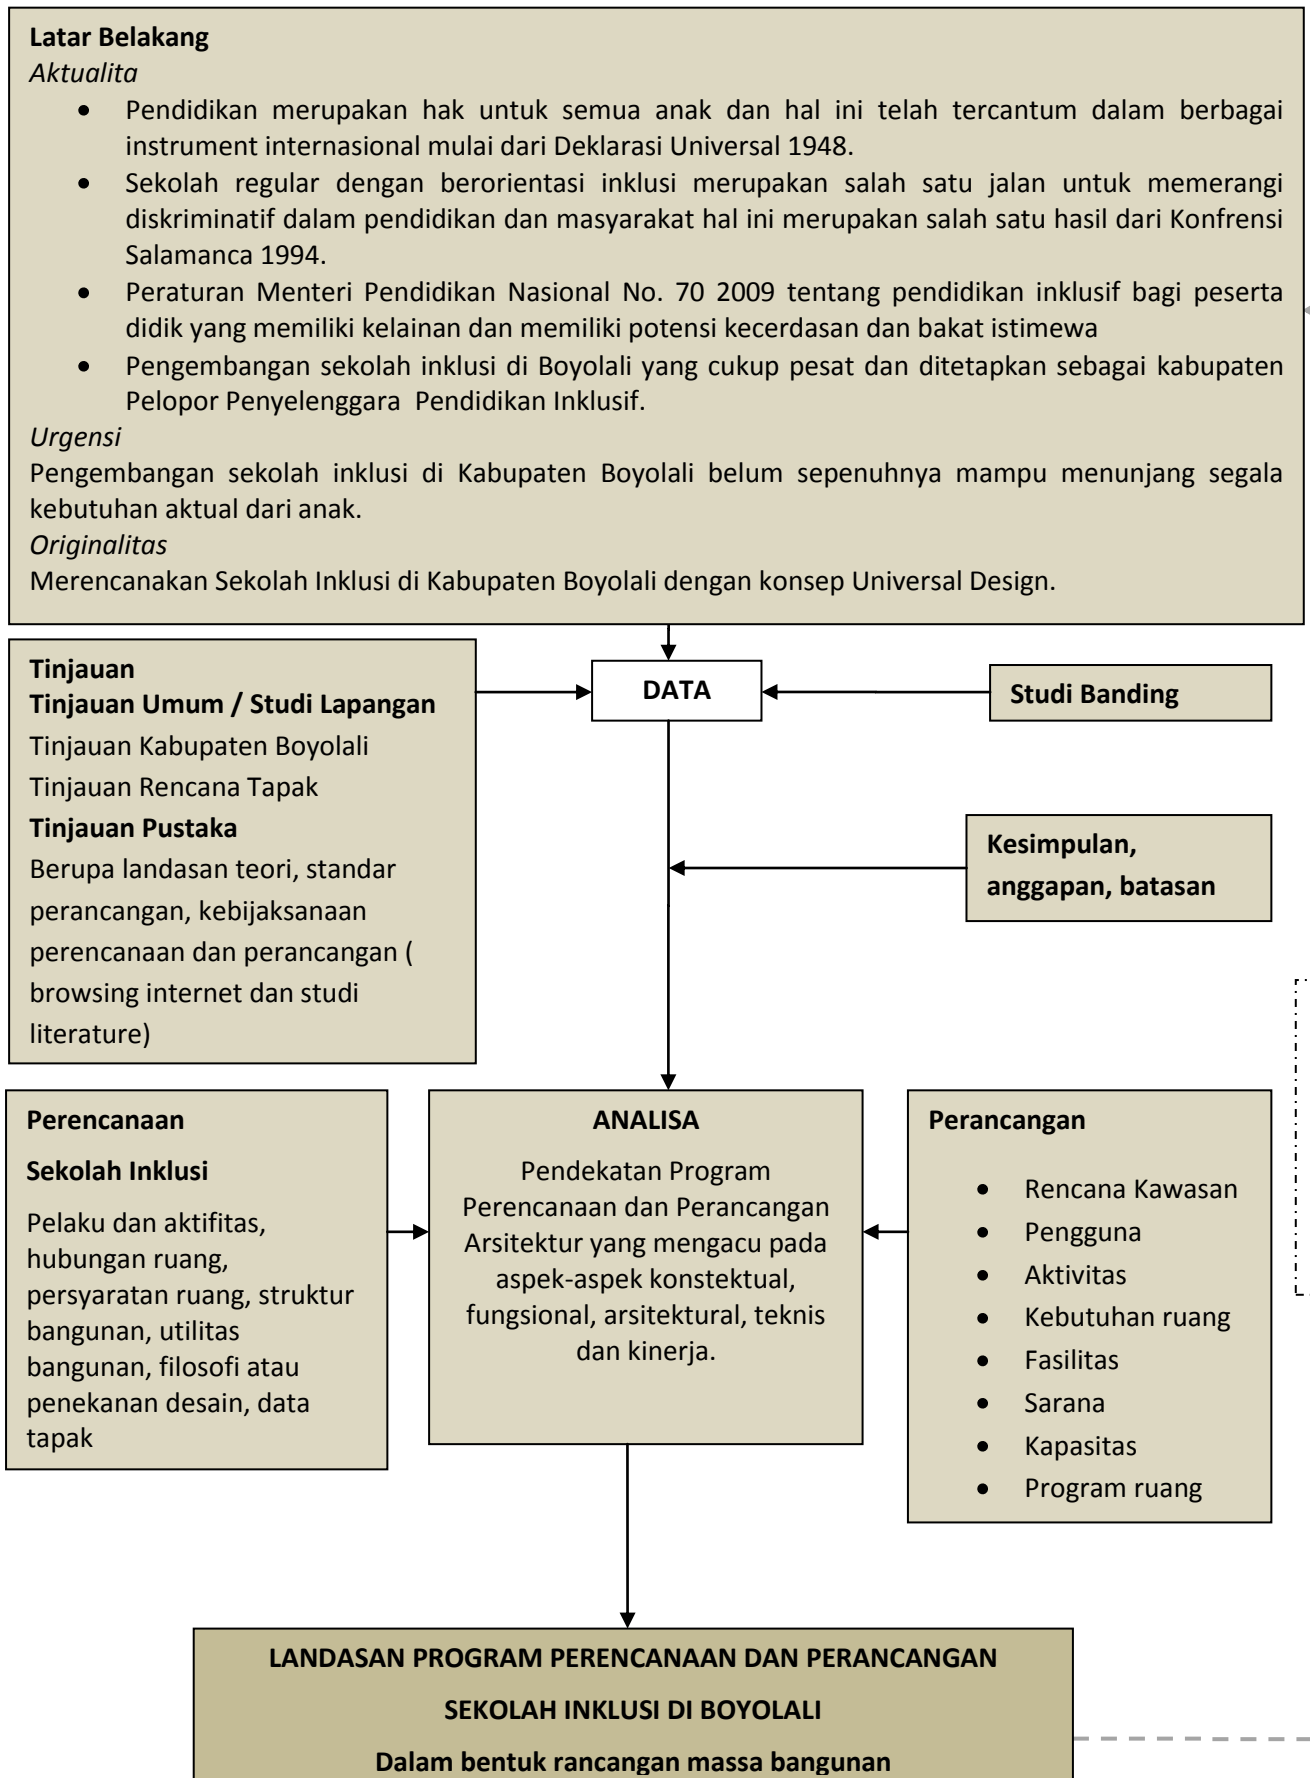 Latar Belakang
Aktualita
• Pendidikan merupakan hak untuk semua anak dan hal ini telah tercantum dalam berbagai
instrument internasional mulai dari Deklarasi Universal 1948.
• Sekolah regular dengan berorientasi inklusi merupakan salah satu jalan untuk memerangi
diskriminatif dalam pendidikan dan masyarakat hal ini merupakan salah satu hasil dari Konfrensi
Salamanca 1994.
• Peraturan Menteri Pendidikan Nasional No. 70 2009 tentang pendidikan inklusif bagi peserta
didik yang memiliki kelainan dan memiliki potensi kecerdasan dan bakat istimewa
• Pengembangan sekolah inklusi di Boyolali yang cukup pesat dan ditetapkan sebagai kabupaten
Pelopor Penyelenggara Pendidikan Inklusif.
Urgensi
Pengembangan sekolah inklusi di Kabupaten Boyolali belum sepenuhnya mampu menunjang segala
kebutuhan aktual dari anak.
Originalitas
Merencanakan Sekolah Inklusi di Kabupaten Boyolali dengan konsep Universal Design.
Tinjauan
Tinjauan Umum / Studi Lapangan
Tinjauan Kabupaten Boyolali
Tinjauan Rencana Tapak
Tinjauan Pustaka
Berupa landasan teori, standar
perancangan, kebijaksanaan
perencanaan dan perancangan (
browsing internet dan studi
literature)
DATA
Studi Banding
Kesimpulan,
anggapan, batasan
Perencanaan
Sekolah Inklusi
Pelaku dan aktifitas,
hubungan ruang,
persyaratan ruang, struktur
bangunan, utilitas
bangunan, filosofi atau
penekanan desain, data
tapak
ANALISA
Pendekatan Program
Perencanaan dan Perancangan
Arsitektur yang mengacu pada
aspek-aspek konstektual,
fungsional, arsitektural, teknis
dan kinerja.
Perancangan
• Rencana Kawasan
• Pengguna
• Aktivitas
• Kebutuhan ruang
• Fasilitas
• Sarana
• Kapasitas
• Program ruang
LANDASAN PROGRAM PERENCANAAN DAN PERANCANGAN
SEKOLAH INKLUSI DI BOYOLALI
Dalam bentuk rancangan massa bangunan